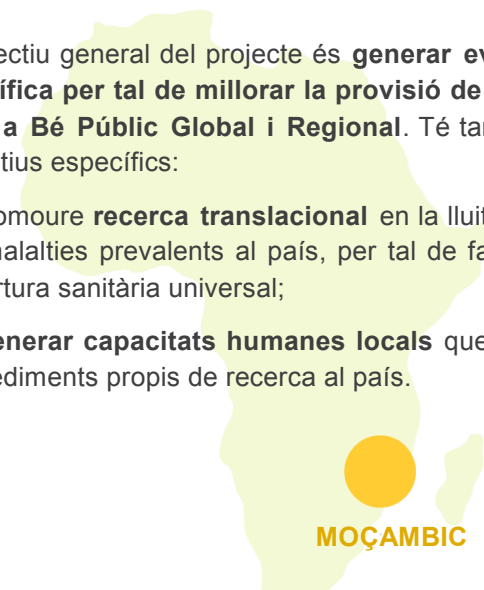 ectiu general del projecte és generar ev
ífica per tal de millorar la provisió de
a Bé Públic Global i Regional. Té tar
tius específics:
omoure recerca translacional en la lluit
nalalties prevalents al país, per tal de fa
rtura sanitària universal;
enerar capacitats humanes locals que
ediments propis de recerca al país.
MOÇAMBIC